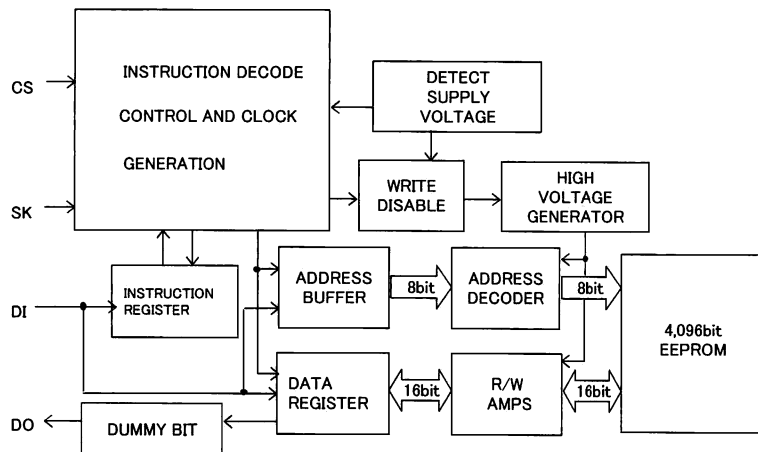 CS
SK
DI
DO
INSTRUCTION DECODE
CONTROL AND CLOCK
GENERATION
DETECT
SUPPLY
VOLTAGE
WRITE
DISABLE
HIGH
VOLTAGE
GENERATOR
INSTRUCTION
REGISTER
ADDRESS
BUFFER
8bit
ADDRESS
DECODER
8bit
4,096bit
EEPROM
DATA
REGISTER
16bit
R/W
AMPS
16bit
DUMMY BIT